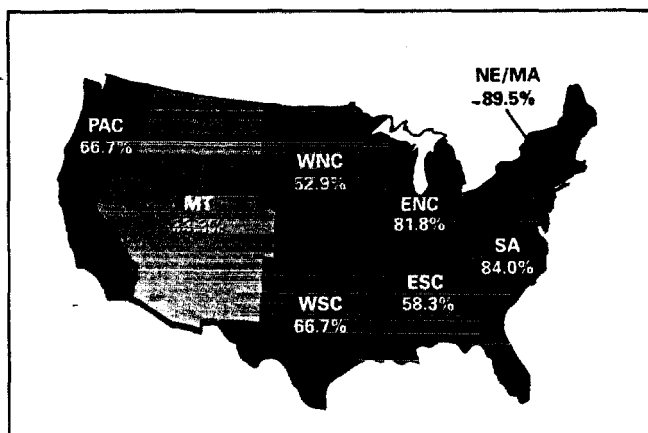 NE/MA
~89.5%
PAC
66.7%
WNC
52.9%
MT
ENC
81.8%
SA
84.0%
ESC
58.3%
WSC
66.7%